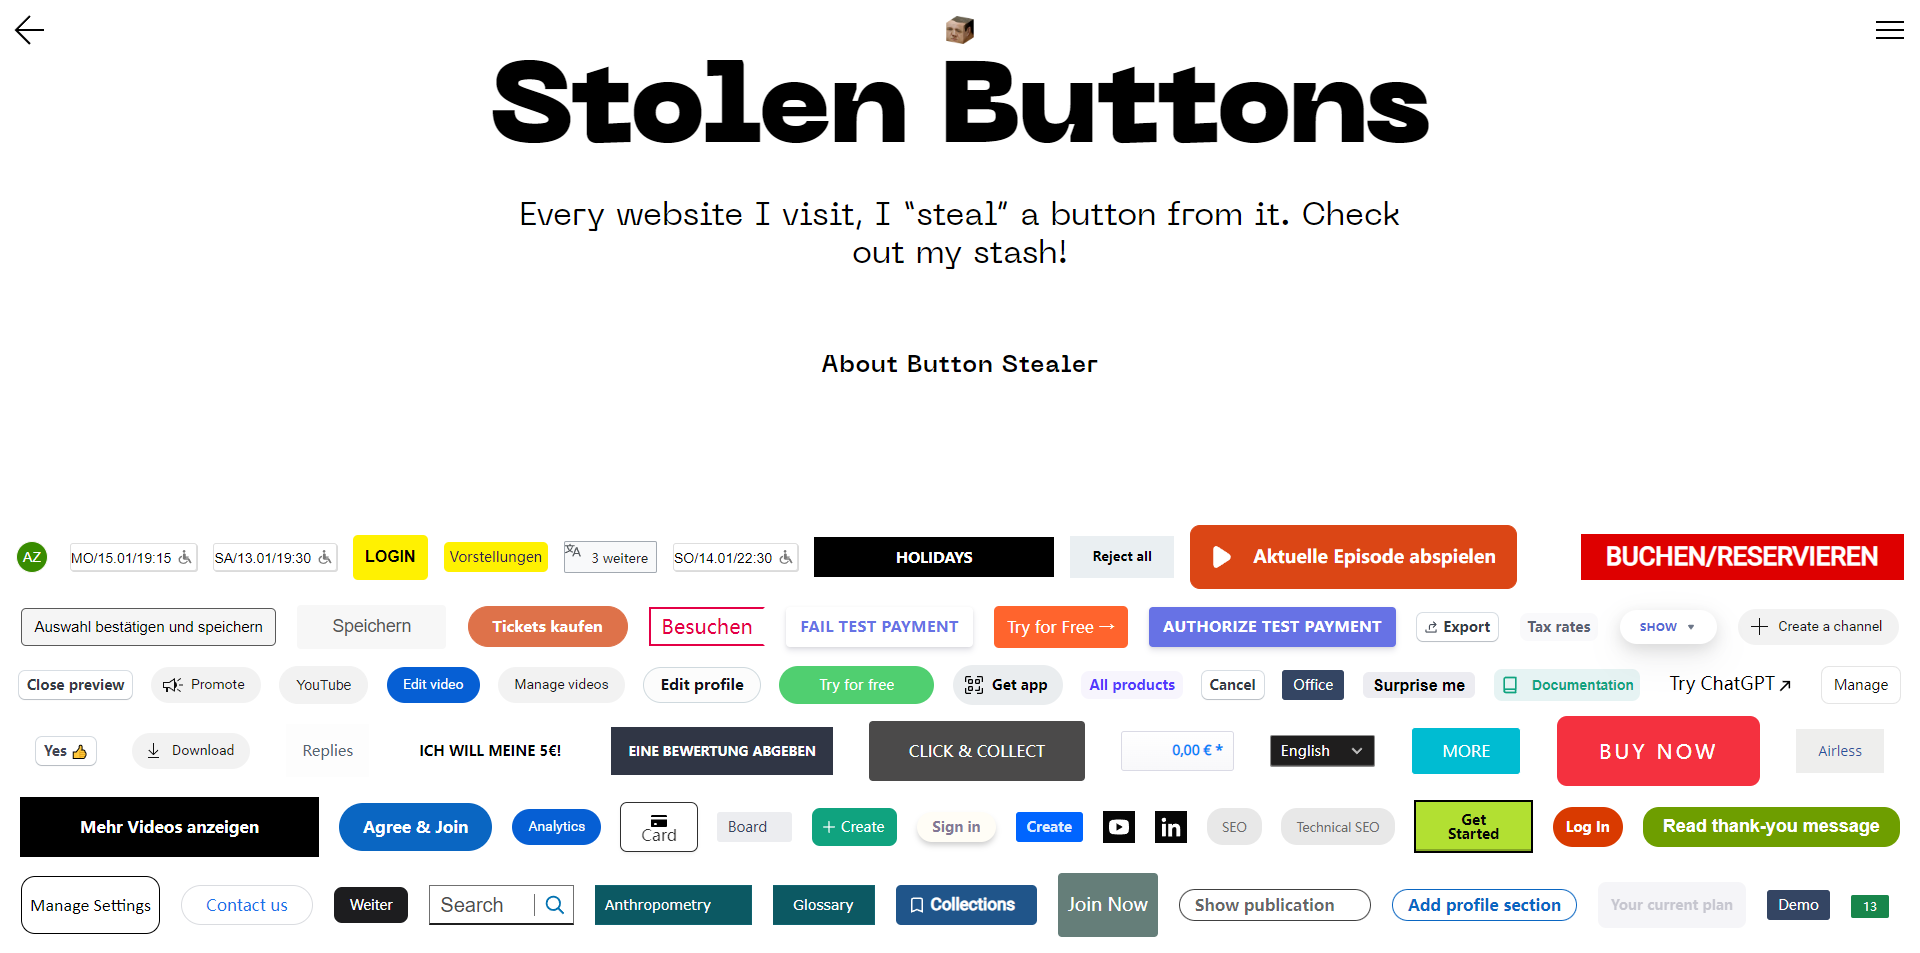 Stolen Buttons
Every website I visit, I “steal” a button from it. Check
out my stash!
About Button Stealer
AZ
MO/15.01/19:15
SA/13.01/19:30
LOGIN
Vorstellungen
3 weitere
SO/14.01/22:30
HOLIDAYS
Reject all
Aktuelle Episode abspielen
BUCHEN/RESERVIEREN
Auswahl bestätigen und speichern
Speichern
Tickets kaufen
Besuchen
FAIL TEST PAYMENT
Try for Free →
AUTHORIZE TEST PAYMENT
Export
Tax rates
SHOW
Create a channel
Close preview
Promote
YouTube
Edit video
Manage videos
Edit profile
Try for free
Get app
All products
Cancel
Office
Surprise me
Documentation
Try ChatGPT
Manage
Yes 👍
Download
Replies
ICH WILL MEINE 5€!
EINE BEWERTUNG ABGEBEN
CLICK & COLLECT
0,00 € *
English
MORE
BUY NOW
Airless
Mehr Videos anzeigen
Agree & Join
Analytics
Card
Board
+ Create
Sign in
Create
in
SEO
Technical SEO
Get
Started
Log In
Read thank-you message
Manage Settings
Contact us
Weiter
Search
Anthropometry
Glossary
Collections
Join Now
Show publication
Add profile section
Your current plan
Demo
13